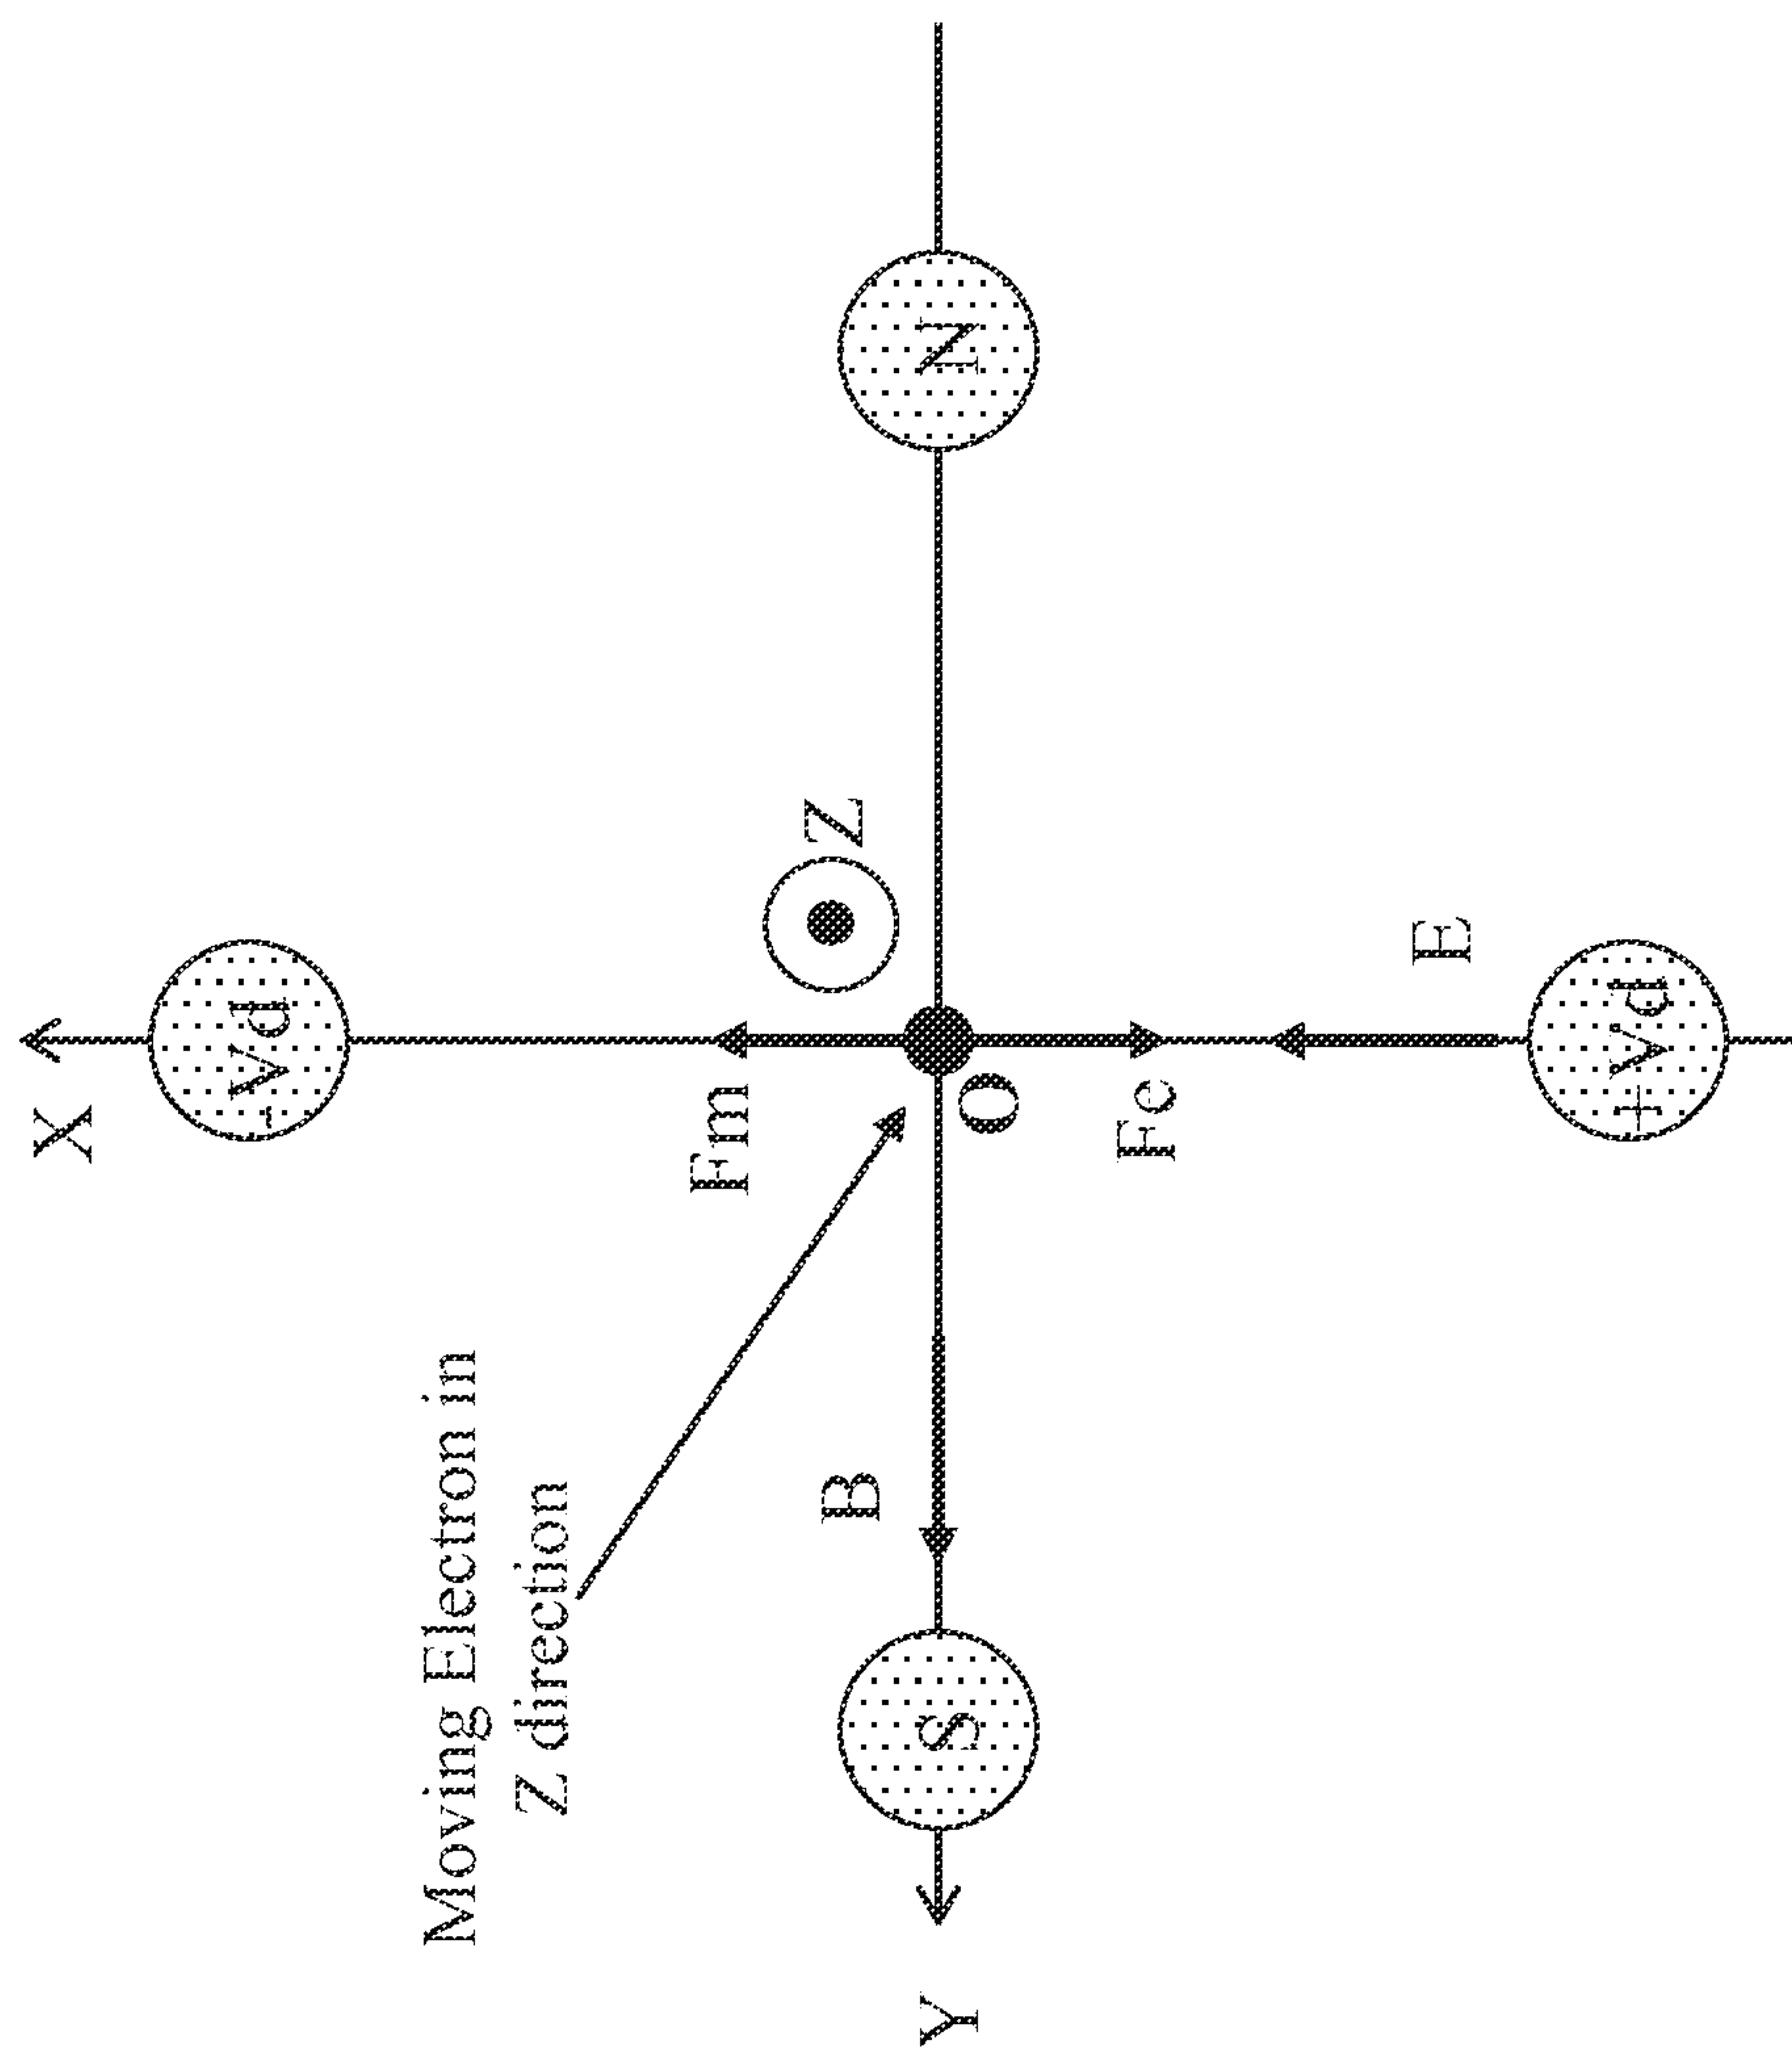 X
-Vd
Moving Electron in
Z direction
Fm
Z
Y
S
B
O
N
Fe
E
+Vd